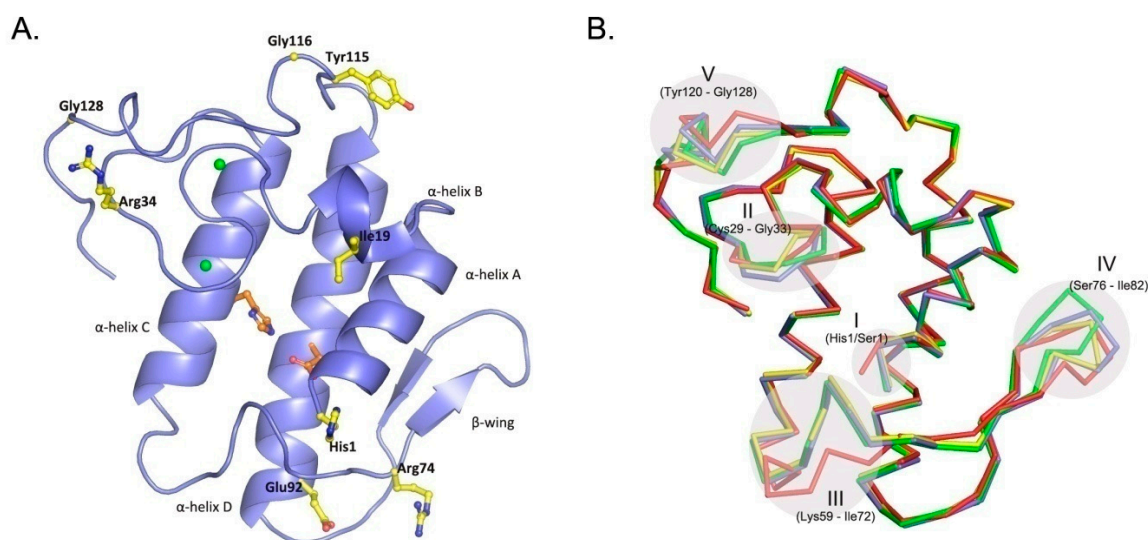 A.
Gly116
Tyr115
Gly128
Arg34
α-helix B
Ile19
α-helix A
α-helix C
β-wing
His1
Arg74
Glu92
α-helix D
B.
V
(Tyr120 - Gly128)
II
(Cys29 - Gly33)
IV
(Ser76 - Ile82)
I
(His1/Ser1)
III
(Lys59 - Ile72)